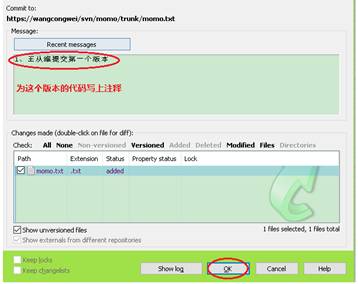 Commit to:
https://wangcongwei/svn/momo/trunk/momo.txt
Message:
Recent messages
1、王从维提交第一个版本
为这个版本的代码写上注释
Changes made (double-click on file for diff):
Check: All None Non-versioned Versioned Added Deleted Modified Files Directories
Path Extension Status Property status Lock
momo.txt .txt added
Show unversioned files 1 files selected, 1 files total
Show externals from different repositories
Keep locks
Keep changelists
Show log OK Cancel Help